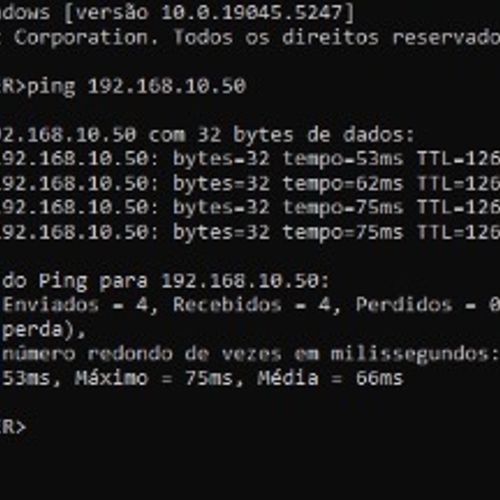 ndows [versão 10.0.19045.5247]
t Corporation. Todos os direitos reservado
R>ping 192.168.10.50
92.168.10.50 com 32 bytes de dados:
192.168.10.50: bytes=32 tempo=53ms TTL=126
192.168.10.50: bytes=32 tempo=62ms TTL=126
192.168.10.50: bytes=32 tempo=75ms TTL=126
192.168.10.50: bytes=32 tempo=75ms TTL=126
do Ping para 192.168.10.50:
Enviados = 4, Recebidos = 4, Perdidos = 0
perda),
número redondo de vezes em milissegundos:
53ms, Máximo = 75ms, Média = 66ms
R>